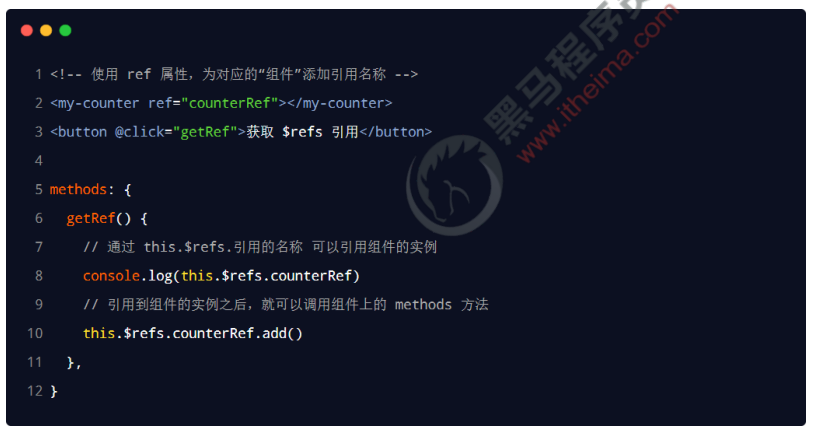 1 <!-- 使用 ref 属性，为对应的“组件”添加引用名称 -->
2 <my-counter ref="counterRef"></my-counter>
3 <button @click="getRef">获取 $refs 引用</button>
4
5 methods: {
6 getRef() {
7 // 通过 this.$refs.引用的名称 可以引用组件的实例
8 console.log(this.$refs.counterRef)
9 // 引用到组件的实例之后，就可以调用组件上的 methods 方法
10 this.$refs.counterRef.add()
11 },
12 }
黑马程序员
www.itheima.com